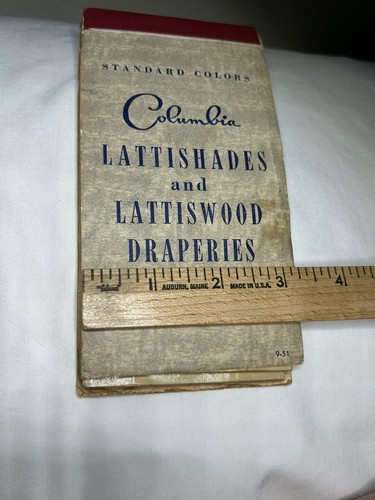 STANDARD COLORS
Columbia
LATTISHADES
and
LATTISWOOD
DRAPERIES
1 AUBURN, MAINE 2 MADE IN U.S.A. 3 4
9-51